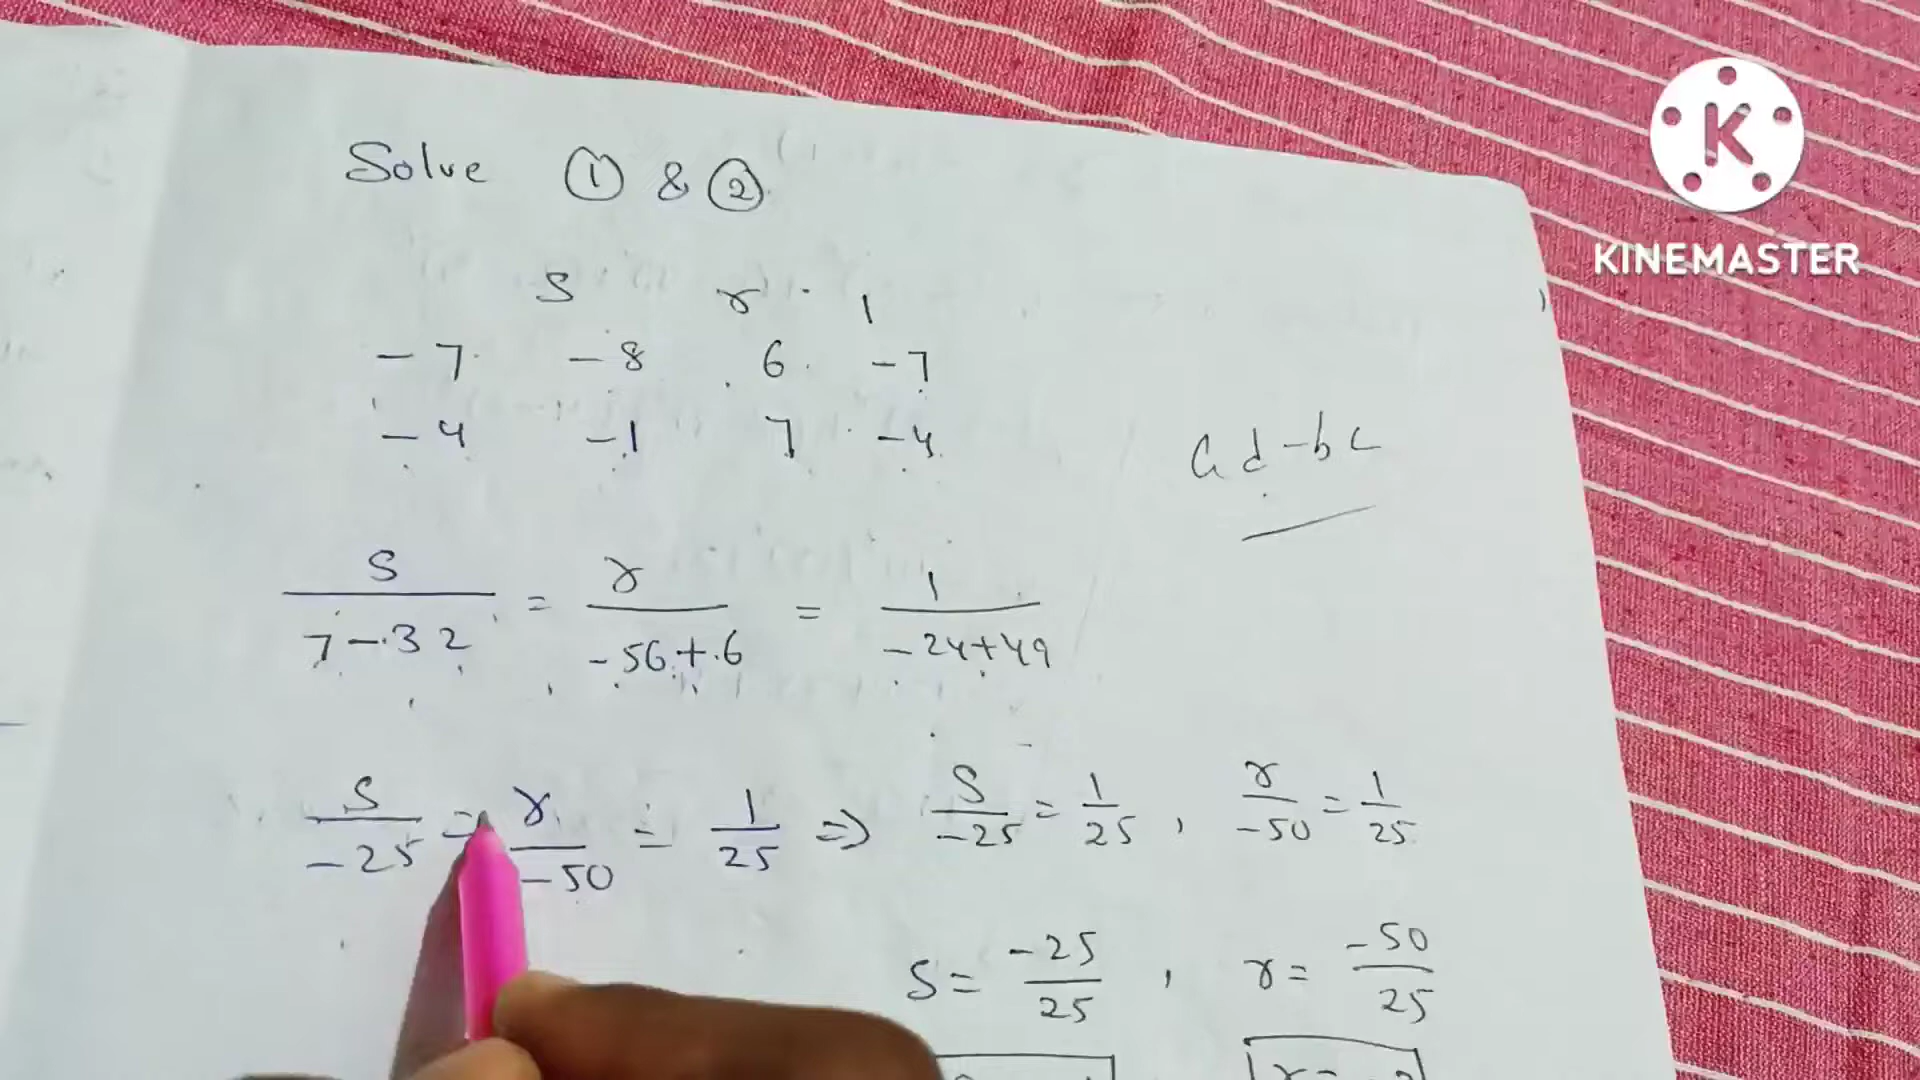 Solve ① & ②
S r 1
-7 -8 6 -7
-4 -1 7 -4
ad-bc
S/(7-32) = r/(-56+6) = 1/(-24+49)
S/-25 = r/-50 = 1/25 ⇒ S/-25 = 1/25 , r/-50 = 1/25
S = -25/25 , r = -50/25
K
KINEMASTER